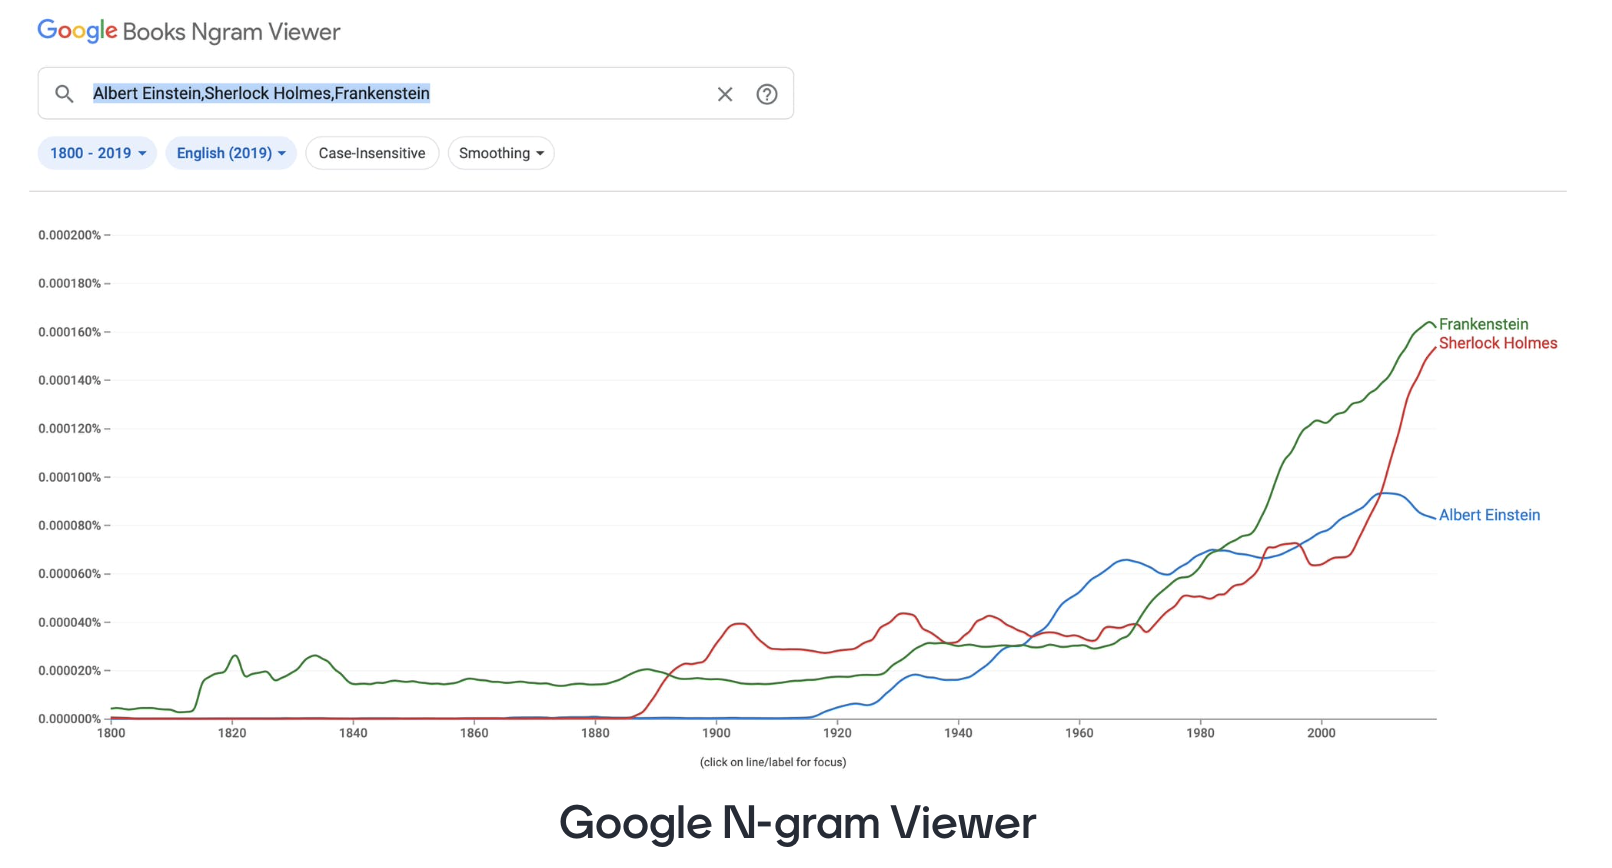 Google Books Ngram Viewer
Albert Einstein,Sherlock Holmes,Frankenstein
1800 - 2019 English (2019) Case-Insensitive Smoothing
0.000200%
0.000180%
0.000160%
0.000140%
0.000120%
0.000100%
0.000080%
0.000060%
0.000040%
0.000020%
0.000000%
Frankenstein
Sherlock Holmes
Albert Einstein
1800 1820 1840 1860 1880 1900 1920 1940 1960 1980 2000
(click on line/label for focus)
Google N-gram Viewer